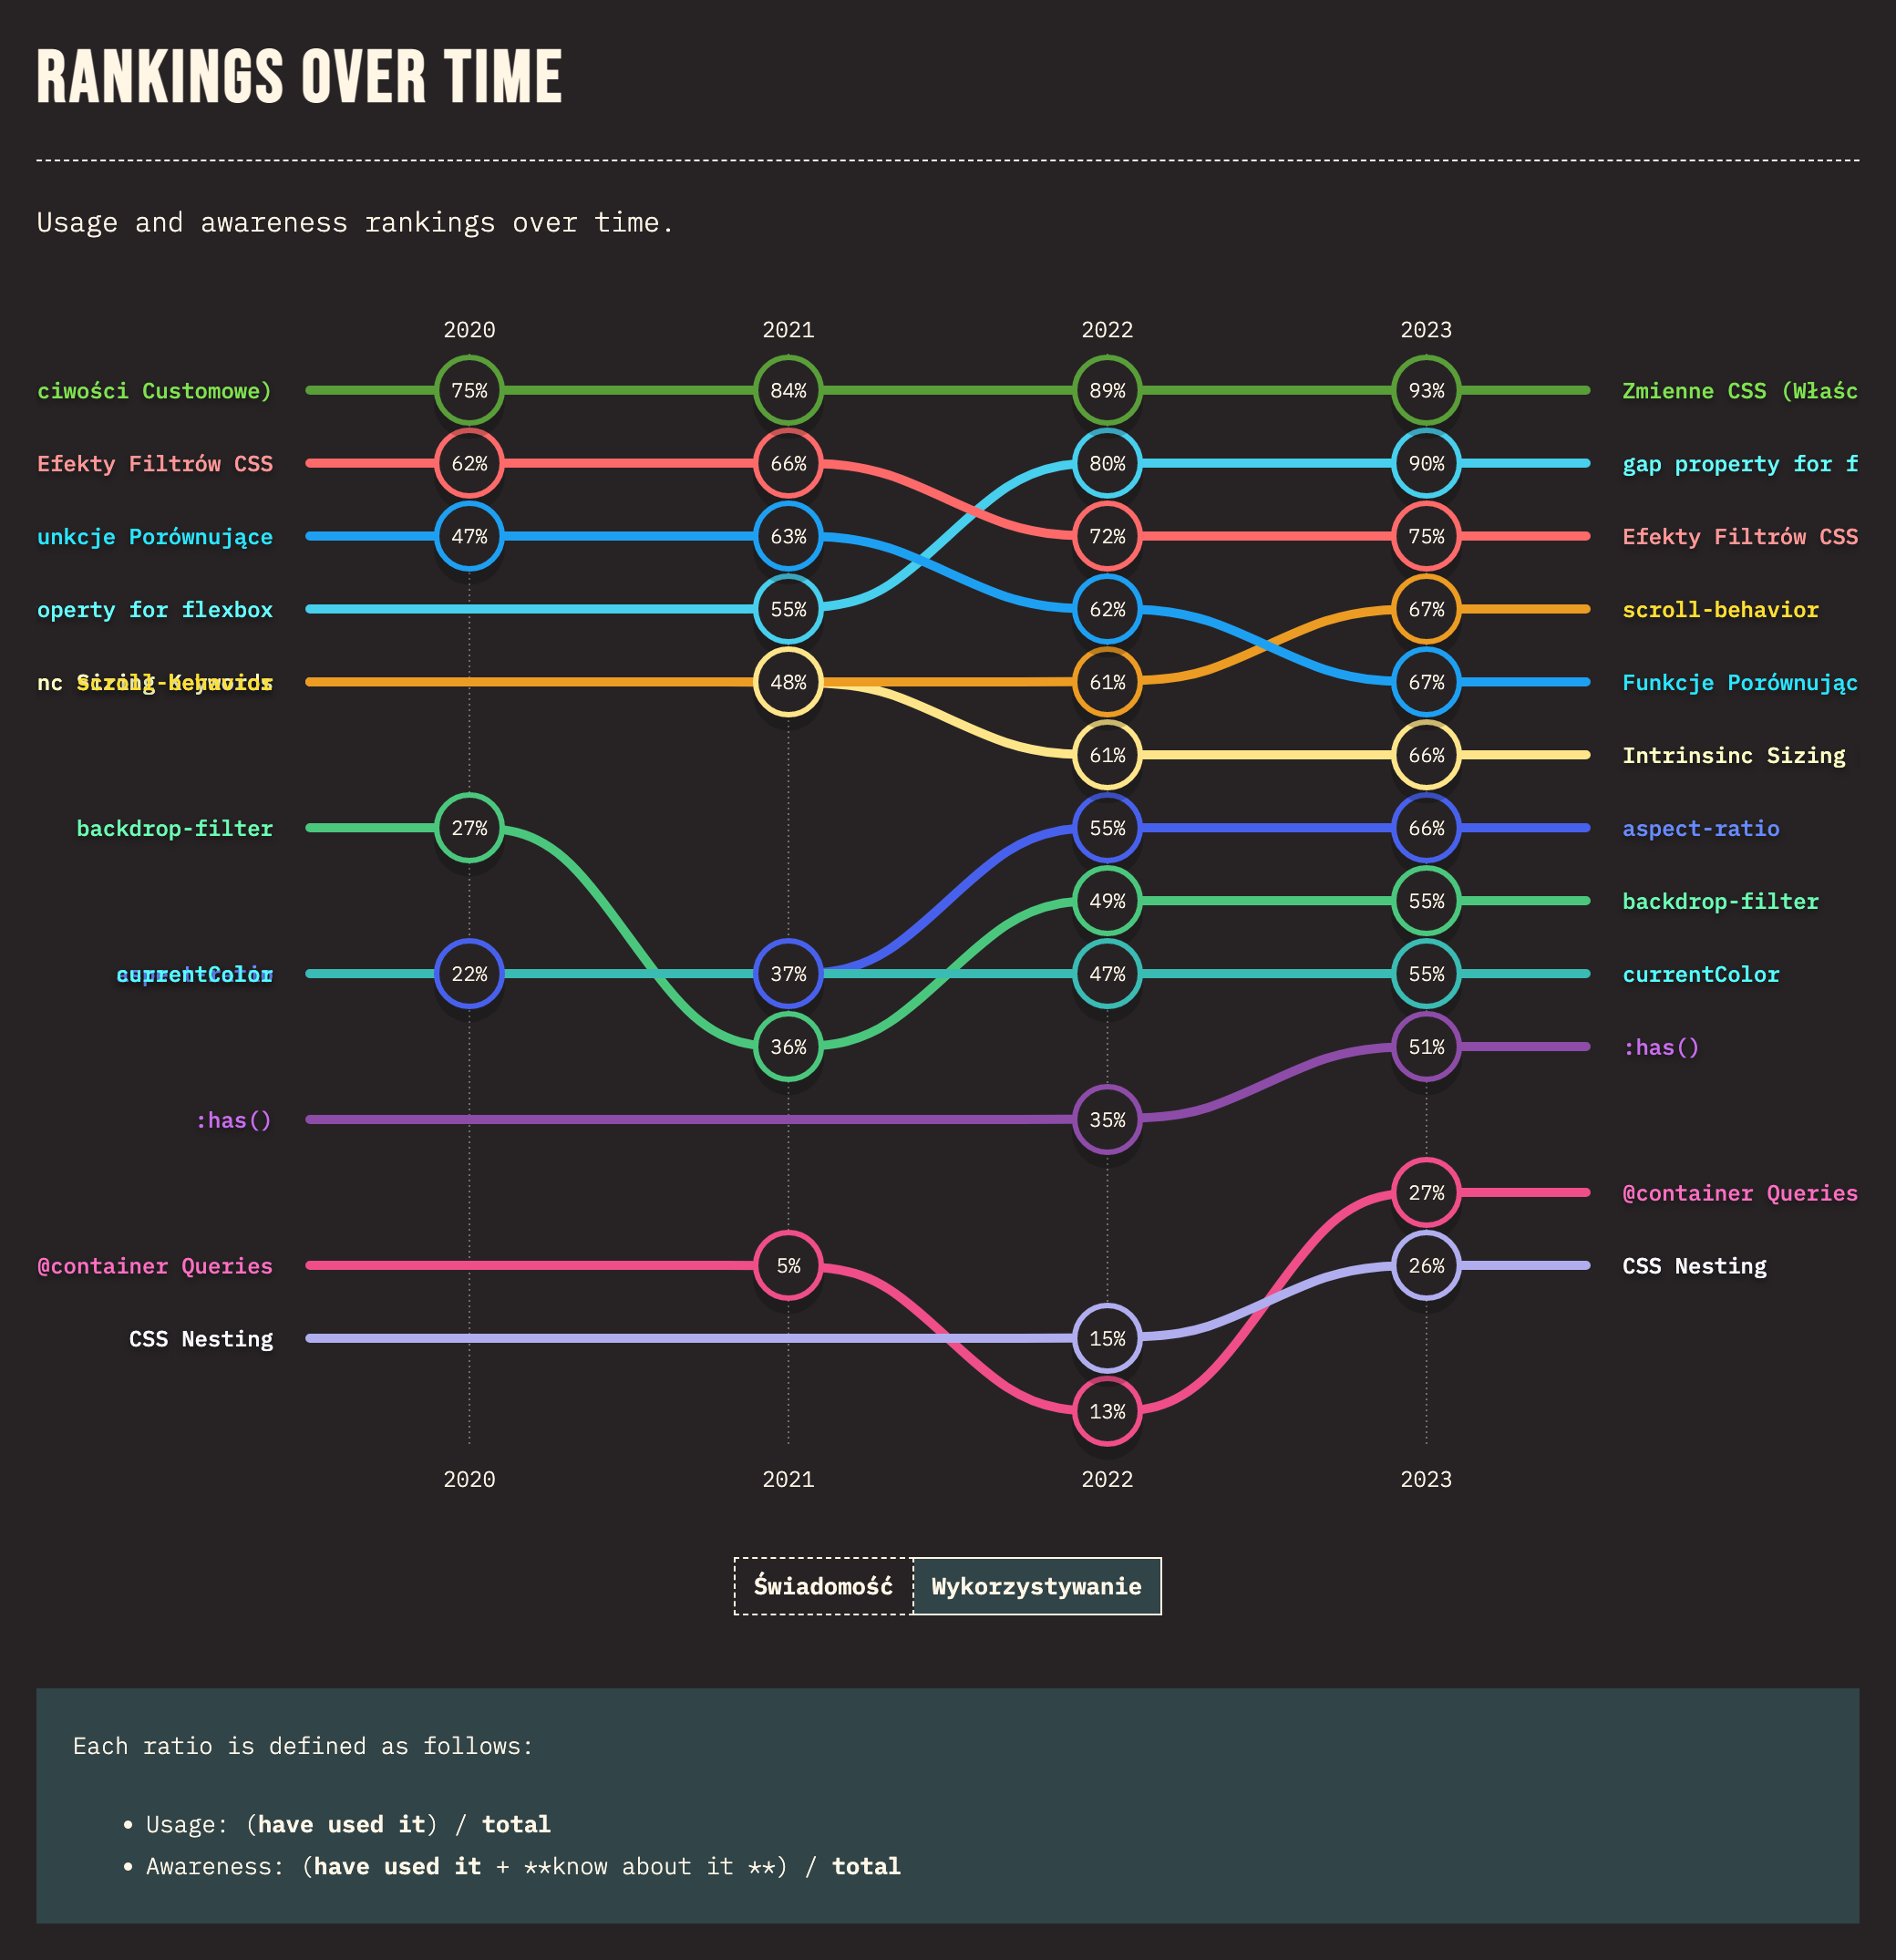 RANKINGS OVER TIME
Usage and awareness rankings over time.
2020 2021 2022 2023
ciwości Customowe) 75% 84% 89% 93% Zmienne CSS (Właśc
Efekty Filtrów CSS 62% 66% 80% 90% gap property for f
unkcje Porównujące 47% 63% 72% 75% Efekty Filtrów CSS
operty for flexbox 55% 62% 67% scroll-behavior
nc Sizing Keywords scroll-behavior 48% 61% 67% Funkcje Porównując
61% 66% Intrinsinc Sizing
backdrop-filter 27% 55% 66% aspect-ratio
49% 55% backdrop-filter
currentColor 22% 37% 47% 55% currentColor
36% 51% :has()
:has() 35%
27% @container Queries
@container Queries 5% 26% CSS Nesting
CSS Nesting 15%
13%
2020 2021 2022 2023
Świadomość Wykorzystywanie
Each ratio is defined as follows:
• Usage: (have used it) / total
• Awareness: (have used it + **know about it **) / total